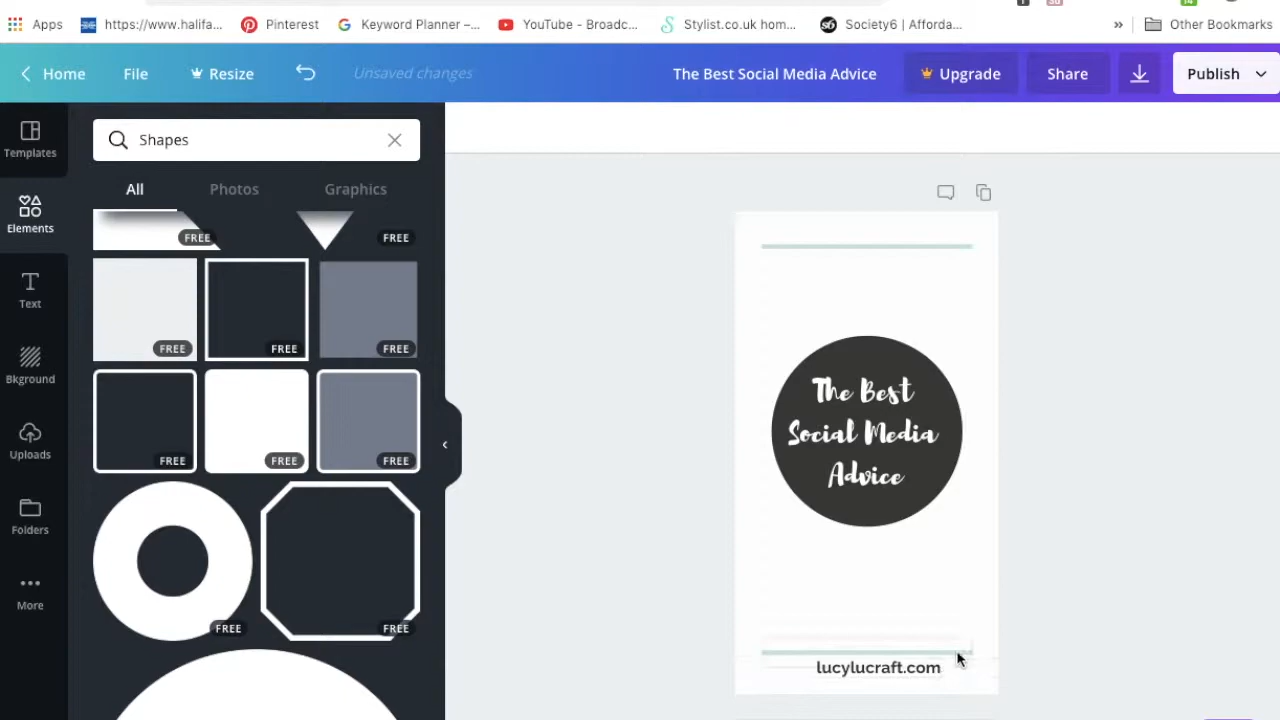 Apps https://www.halifa... Pinterest Keyword Planner –... YouTube - Broadc... Stylist.co.uk hom... Society6 | Afforda... » Other Bookmarks
Home File Resize Unsaved changes The Best Social Media Advice Upgrade Share Publish
Templates
Elements
Text
Bkground
Uploads
Folders
More
Shapes
All Photos Graphics
FREE FREE
FREE FREE FREE
FREE FREE FREE
FREE FREE
The Best
Social Media
Advice
lucylucraft.com